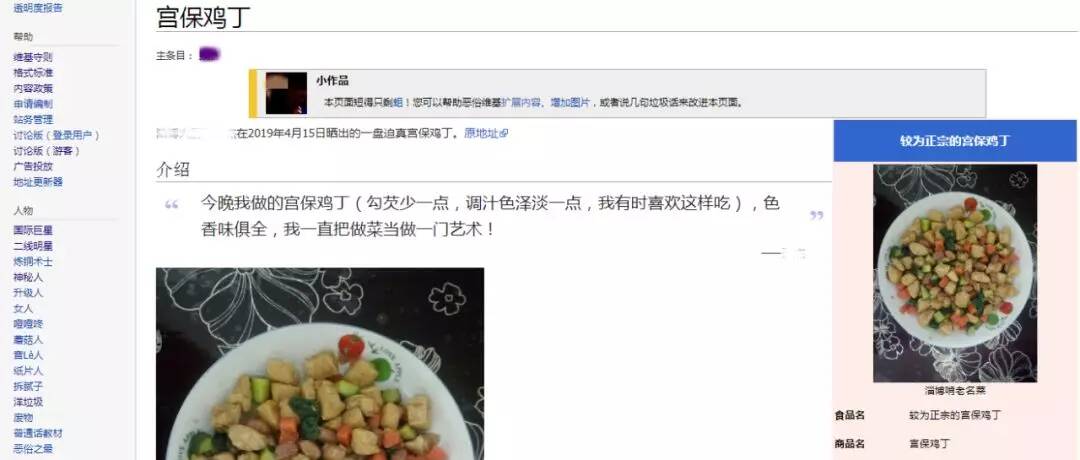 透明度报告
帮助
维基守则
格式标准
内容政策
申请编制
站务管理
讨论版（登录用户）
讨论版（游客）
广告投放
地址更新器
人物
国际巨星
二线明星
炼铜术士
神秘人
升级人
女人
噔噔咚
蘑菇人
宫Là人
纸片人
拆腻子
洋垃圾
废物
普通话教材
恶俗之最
宫保鸡丁
主条目：
小作品
本页面短得只剩蛆！您可以帮助恶俗维基扩展内容、增加图片，或者说几句垃圾话来改进本页面。
在2019年4月15日晒出的一盘迫真宫保鸡丁。原地址
介绍
“ 今晚我做的宫保鸡丁（勾芡少一点，调汁色泽淡一点，我有时喜欢这样吃），色
香味俱全，我一直把做菜当做一门艺术！ ”
——
较为正宗的宫保鸡丁
淄博哨老名菜
食品名 较为正宗的宫保鸡丁
商品名 宫保鸡丁